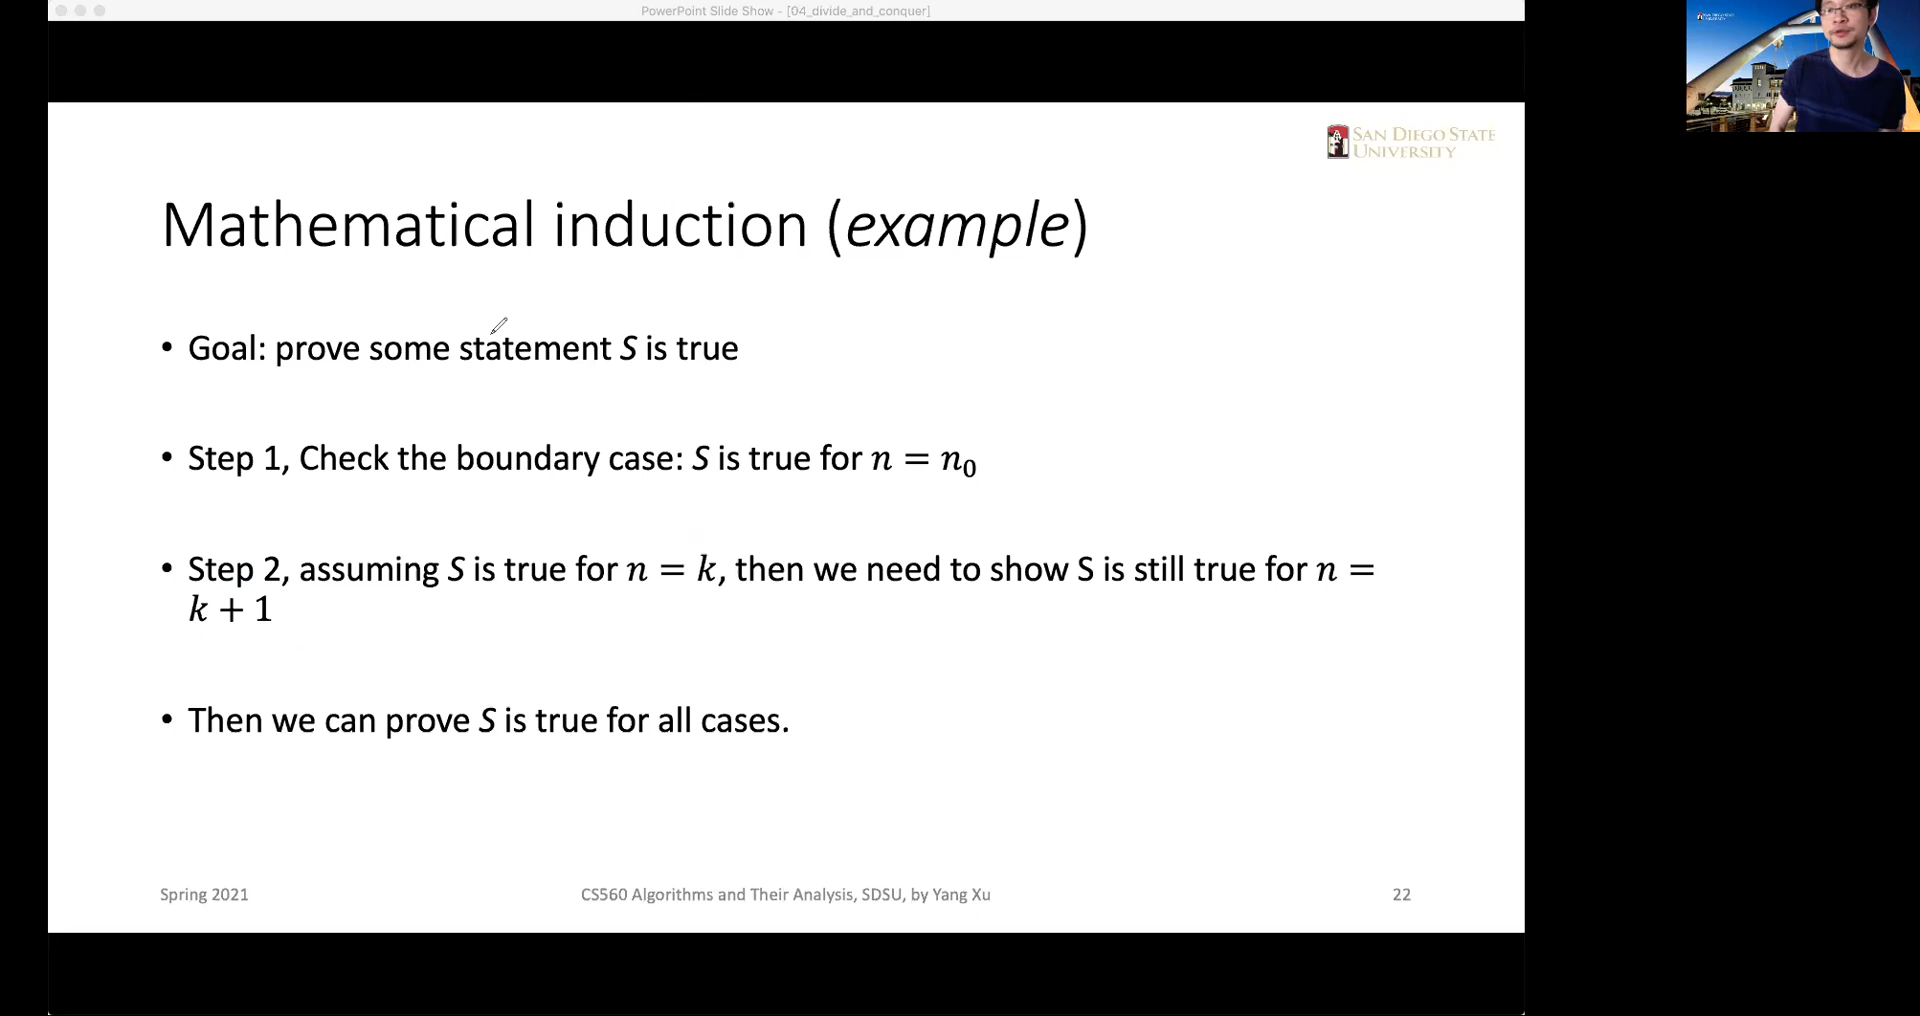 PowerPoint Slide Show - [04_divide_and_conquer]
SAN DIEGO STATE
UNIVERSITY
Mathematical induction (example)
• Goal: prove some statement S is true
• Step 1, Check the boundary case: S is true for n = n₀
• Step 2, assuming S is true for n = k, then we need to show S is still true for n =
k + 1
• Then we can prove S is true for all cases.
Spring 2021
CS560 Algorithms and Their Analysis, SDSU, by Yang Xu
22